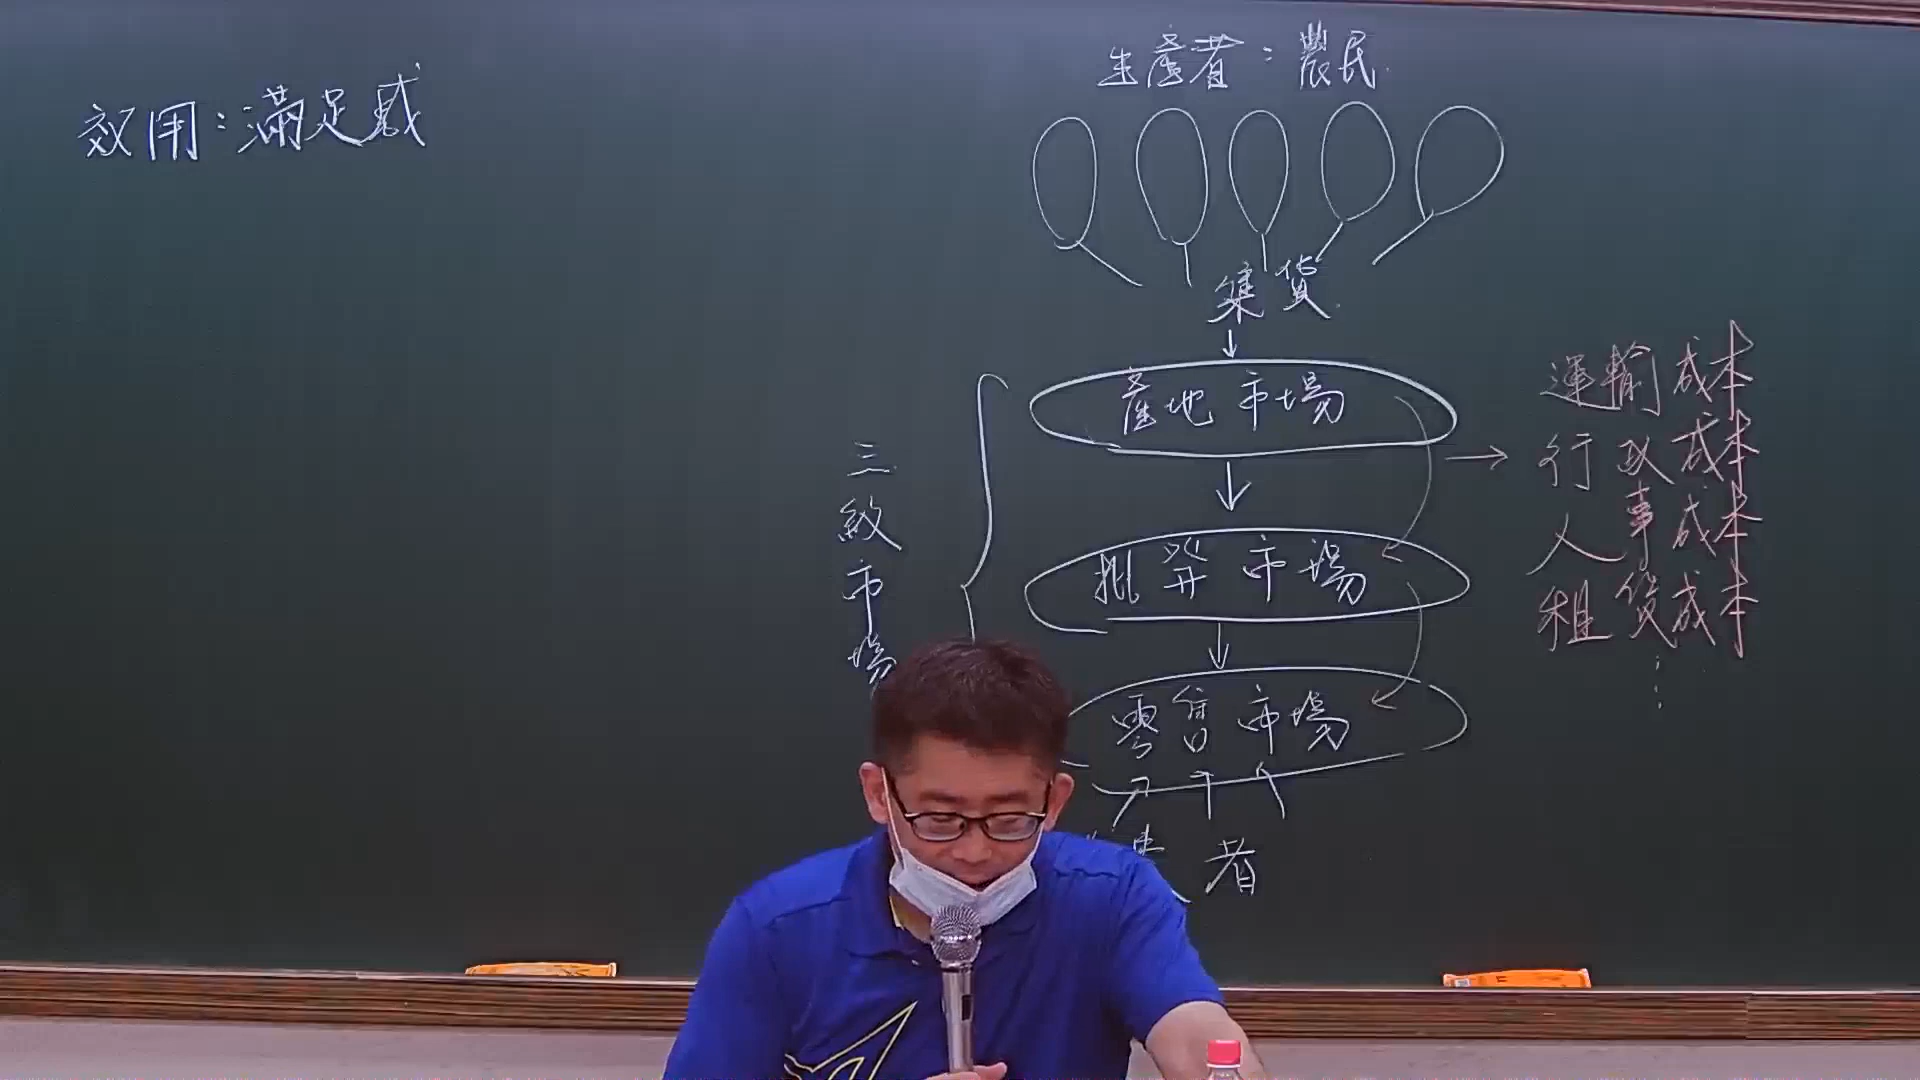 效用:滿足感
生產者:農民
集貨
產地市場
批發市場
零售市場
者
三級市場
運輸成本
行政成本
人事成本
租貸成本